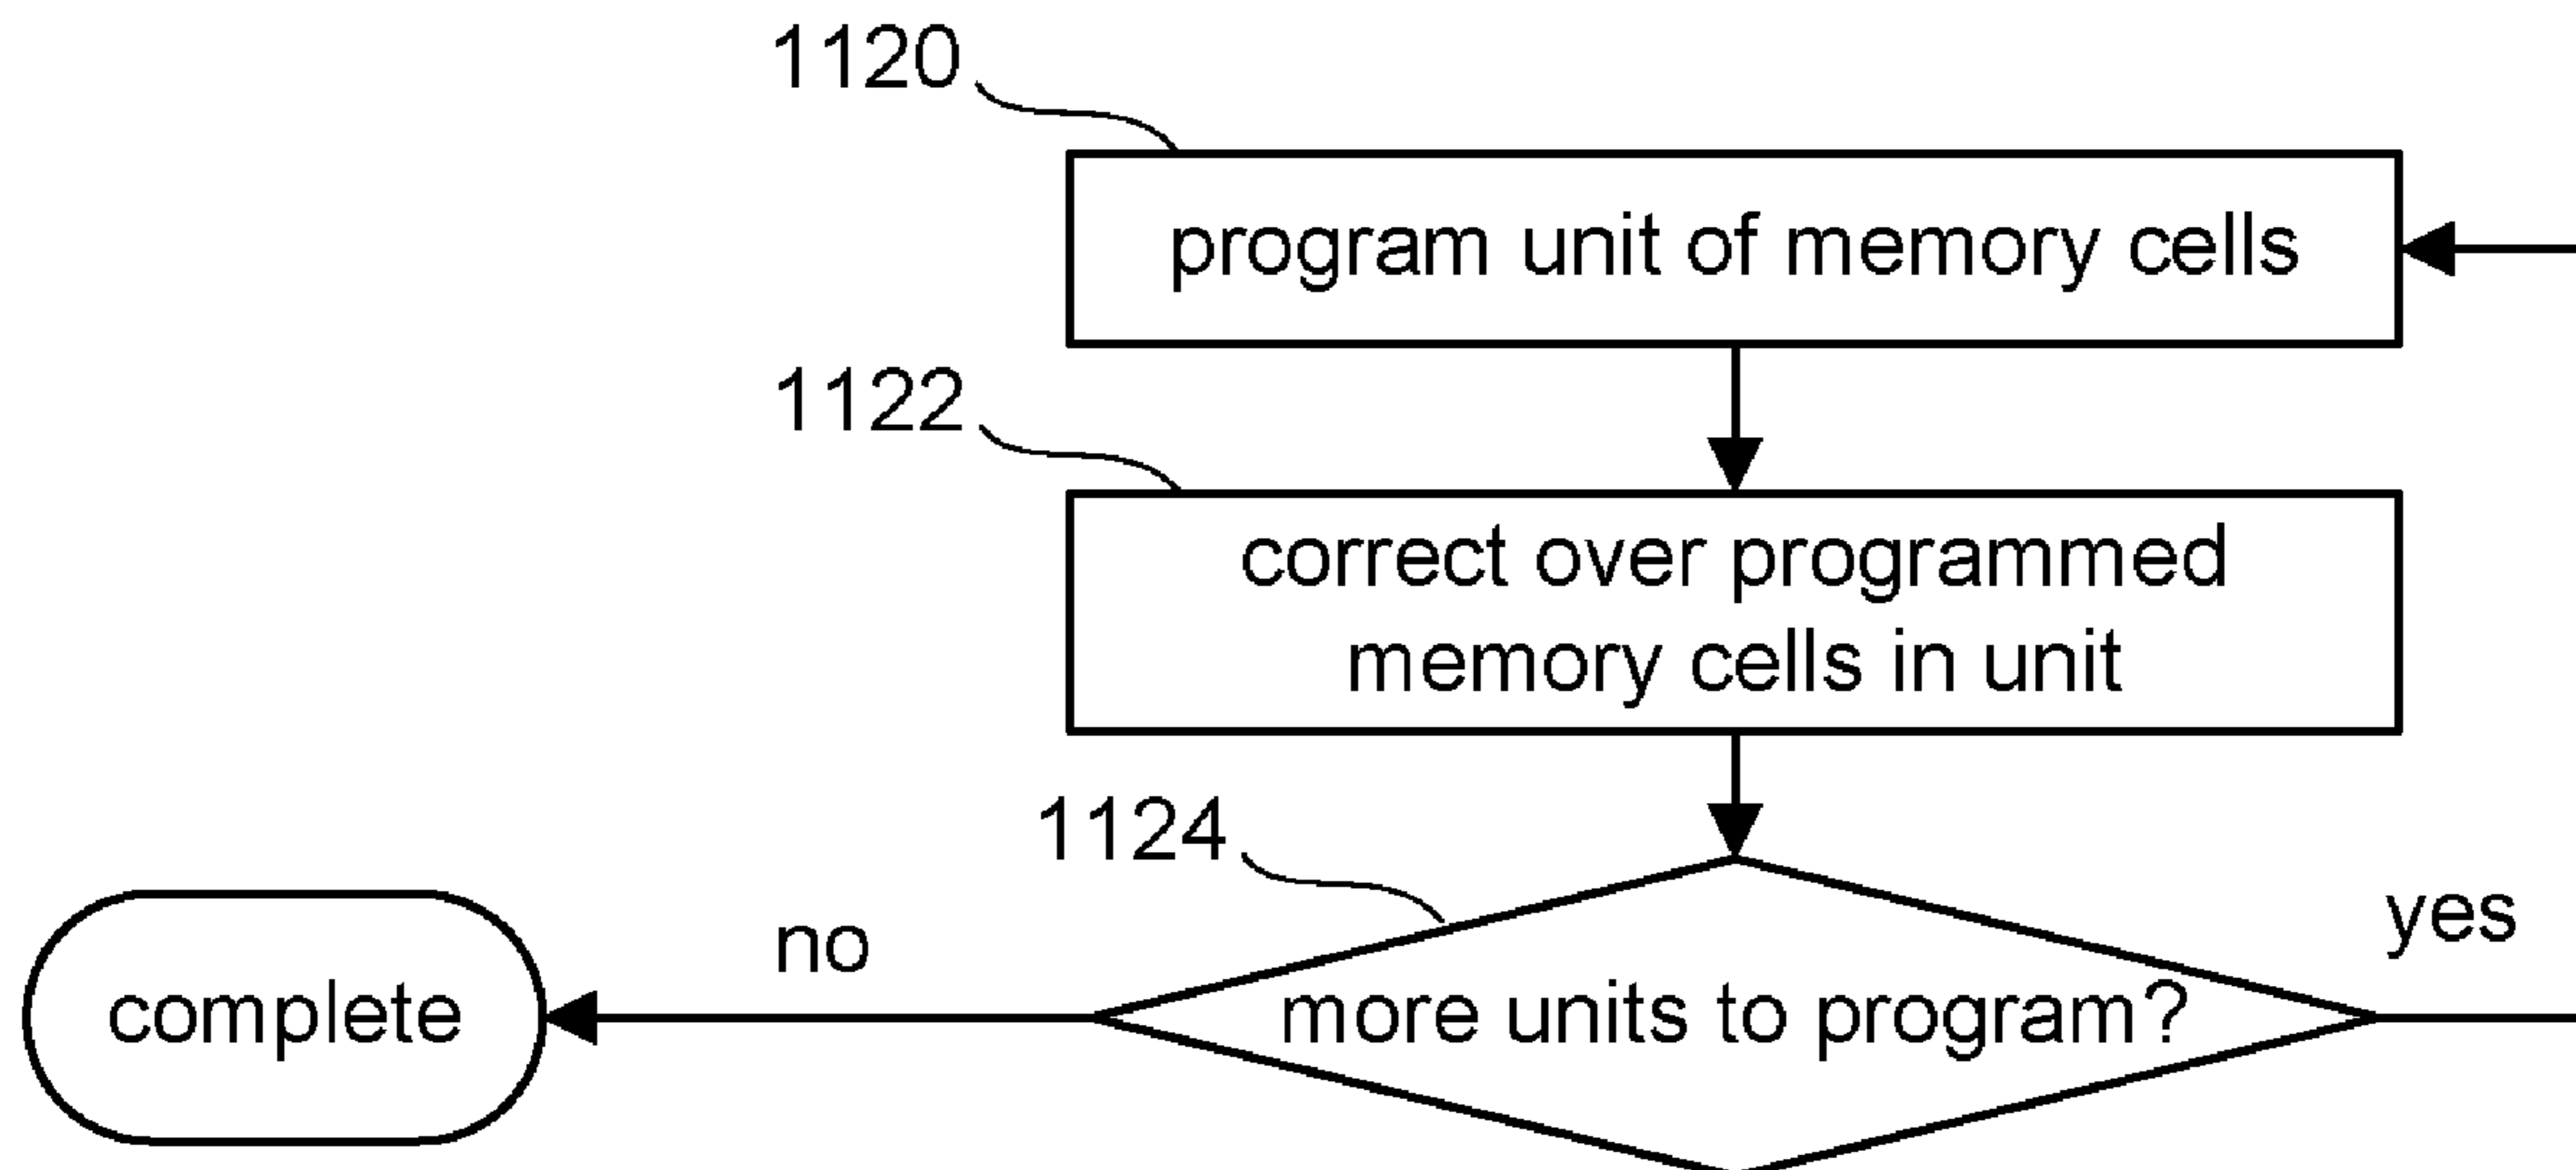 1120
program unit of memory cells
1122
correct over programmed
memory cells in unit
1124
yes
no
more units to program?
complete